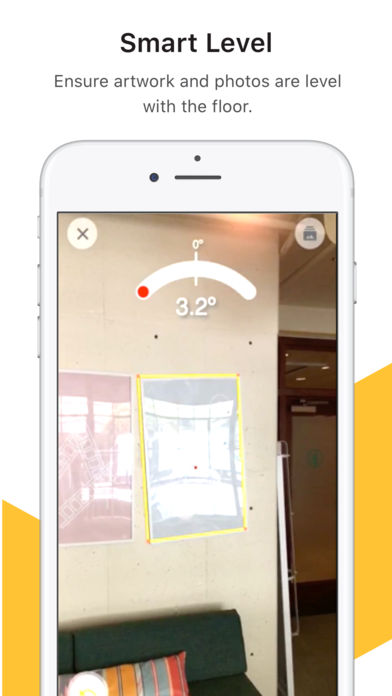 Smart Level
Ensure artwork and photos are level
with the floor.
0°
3.2°